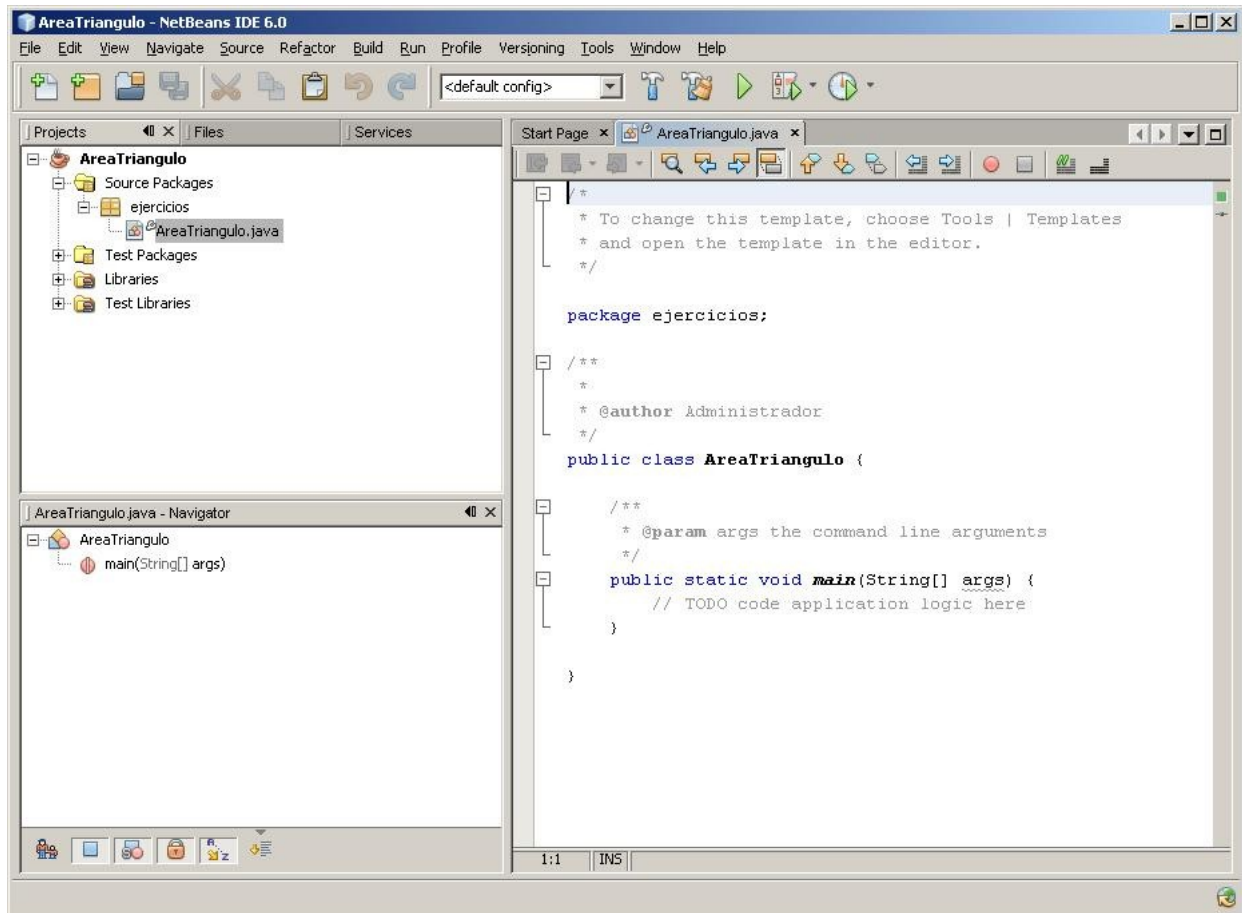 AreaTriangulo - NetBeans IDE 6.0
File Edit View Navigate Source Refactor Build Run Profile Versioning Tools Window Help
<default config>
Projects Files Services
AreaTriangulo
Source Packages
ejercicios
AreaTriangulo.java
Test Packages
Libraries
Test Libraries
AreaTriangulo.java - Navigator
AreaTriangulo
main(String[] args)
Start Page AreaTriangulo.java
/*
* To change this template, choose Tools | Templates
* and open the template in the editor.
*/
package ejercicios;
/**
*
* @author Administrador
*/
public class AreaTriangulo {
/**
* @param args the command line arguments
*/
public static void main(String[] args) {
// TODO code application logic here
}
}
1:1 INS